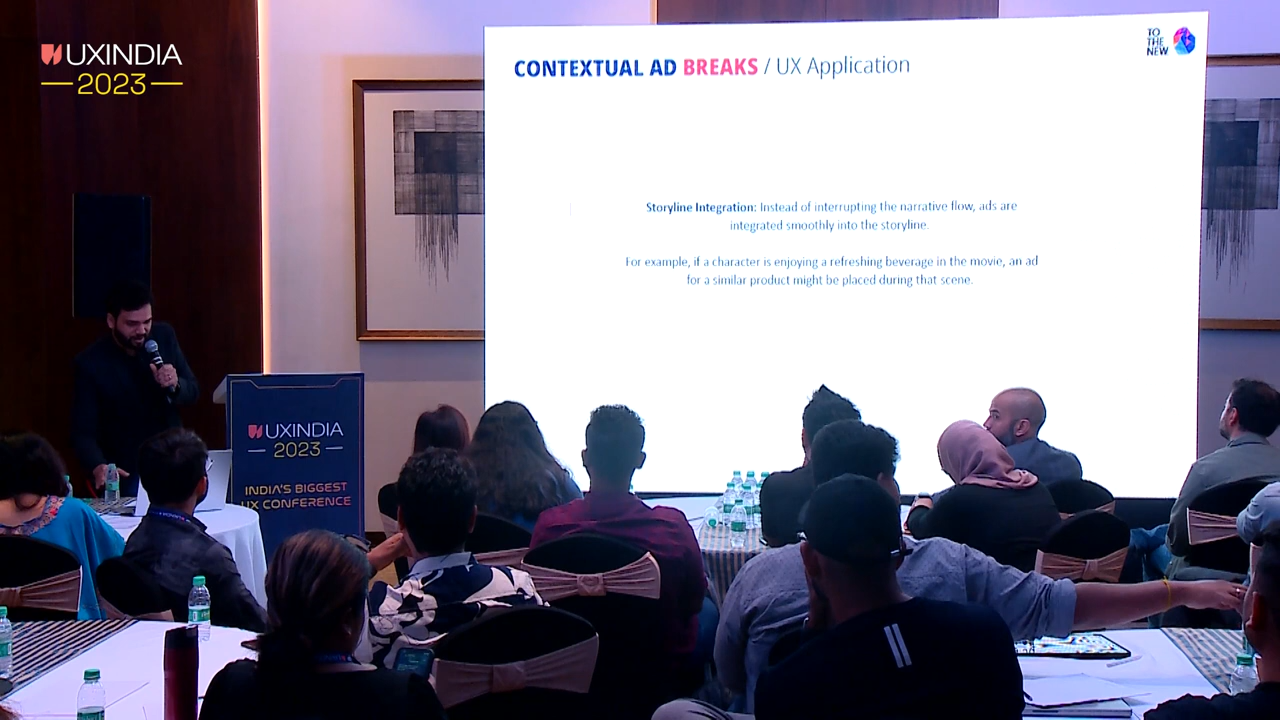 UXINDIA
2023
TO
THE
NEW
CONTEXTUAL AD BREAKS / UX Application
Storyline Integration: Instead of interrupting the narrative flow, ads are
integrated smoothly into the storyline.
For example, if a character is enjoying a refreshing beverage in the movie, an ad
for a similar product might be placed during that scene.
UXINDIA
2023
INDIA'S BIGGEST
UX CONFERENCE